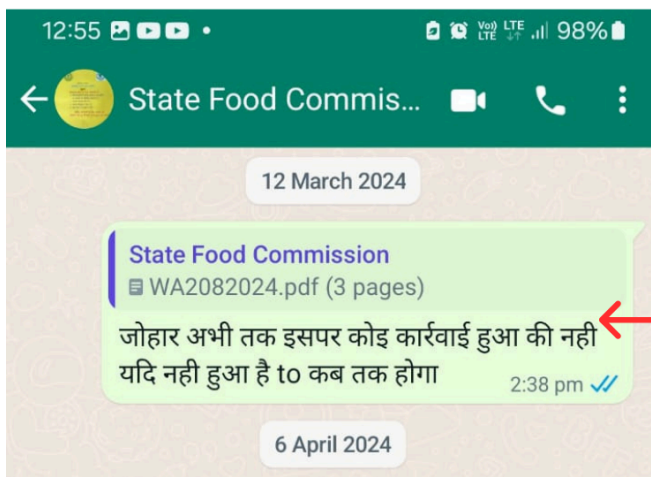 12:55
Voi) LTE
LTE 98%
State Food Commis...
12 March 2024
State Food Commission
WA2082024.pdf (3 pages)
जोहार अभी तक इसपर कोइ कार्रवाई हुआ की नही
यदि नही हुआ है to कब तक होगा
2:38 pm
6 April 2024